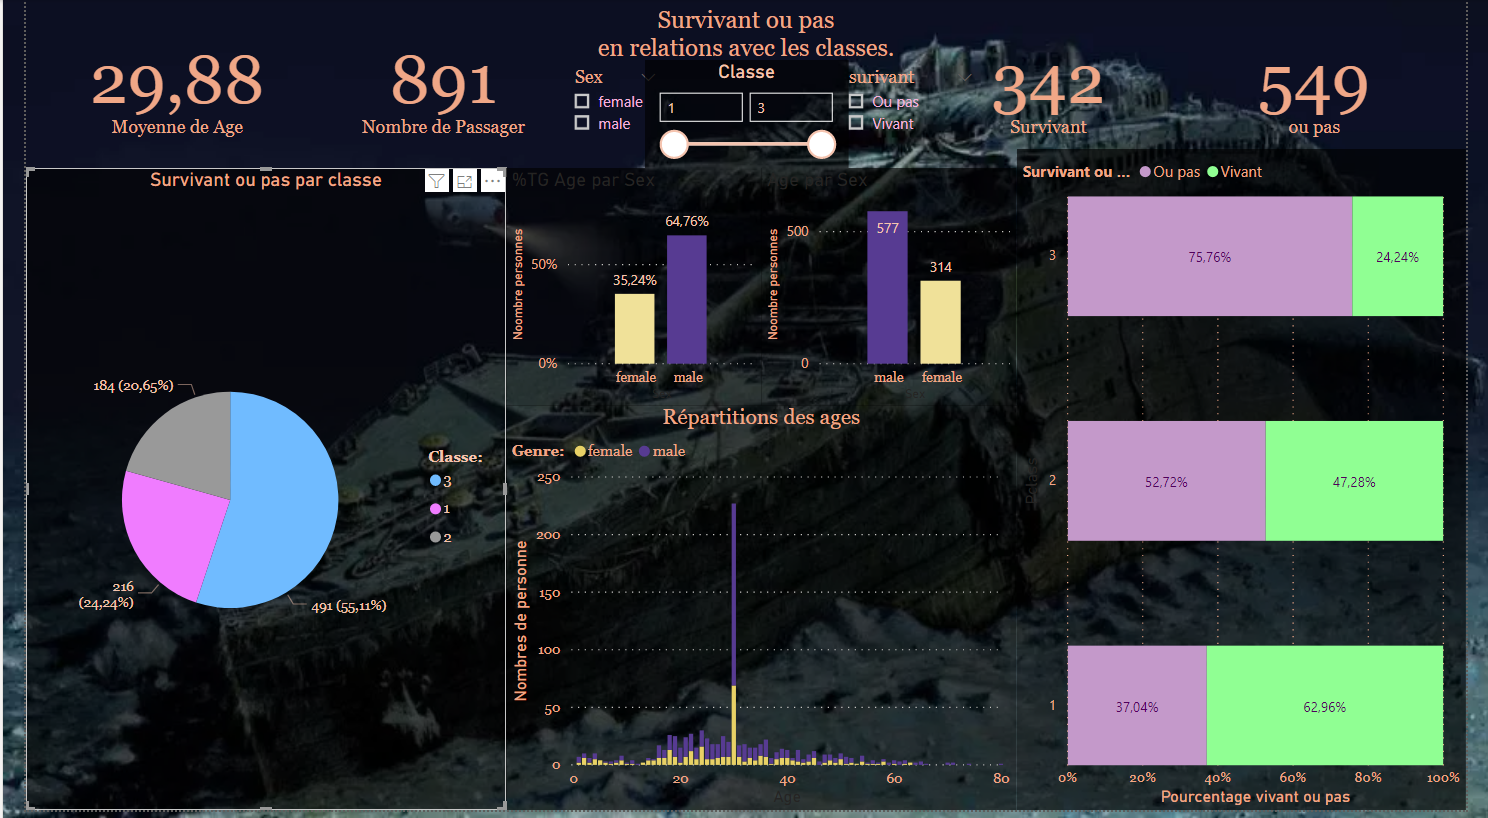 Survivant ou pas
en relations avec les classes.
29,88
Moyenne de Age
891
Nombre de Passager
Sex
female
male
Classe
1
3
surivant
Ou pas
Vivant
342
Survivant
549
ou pas
Survivant ou pas par classe
184 (20,65%)
216
(24,24%)
491 (55,11%)
Classe:
3
1
2
%TG Age par Sex
Noombre personnes
50%
0%
35,24%
64,76%
female
male
Age par Sex
Noombre personnes
500
0
577
314
male
female
Répartitions des ages
Genre:
female
male
Nombres de personne
250
200
150
100
50
0
0
20
40
60
80
Age
Survivant ou ...
Ou pas
Vivant
3
75,76%
24,24%
2
52,72%
47,28%
1
37,04%
62,96%
0%
20%
40%
60%
80%
100%
Pourcentage vivant ou pas